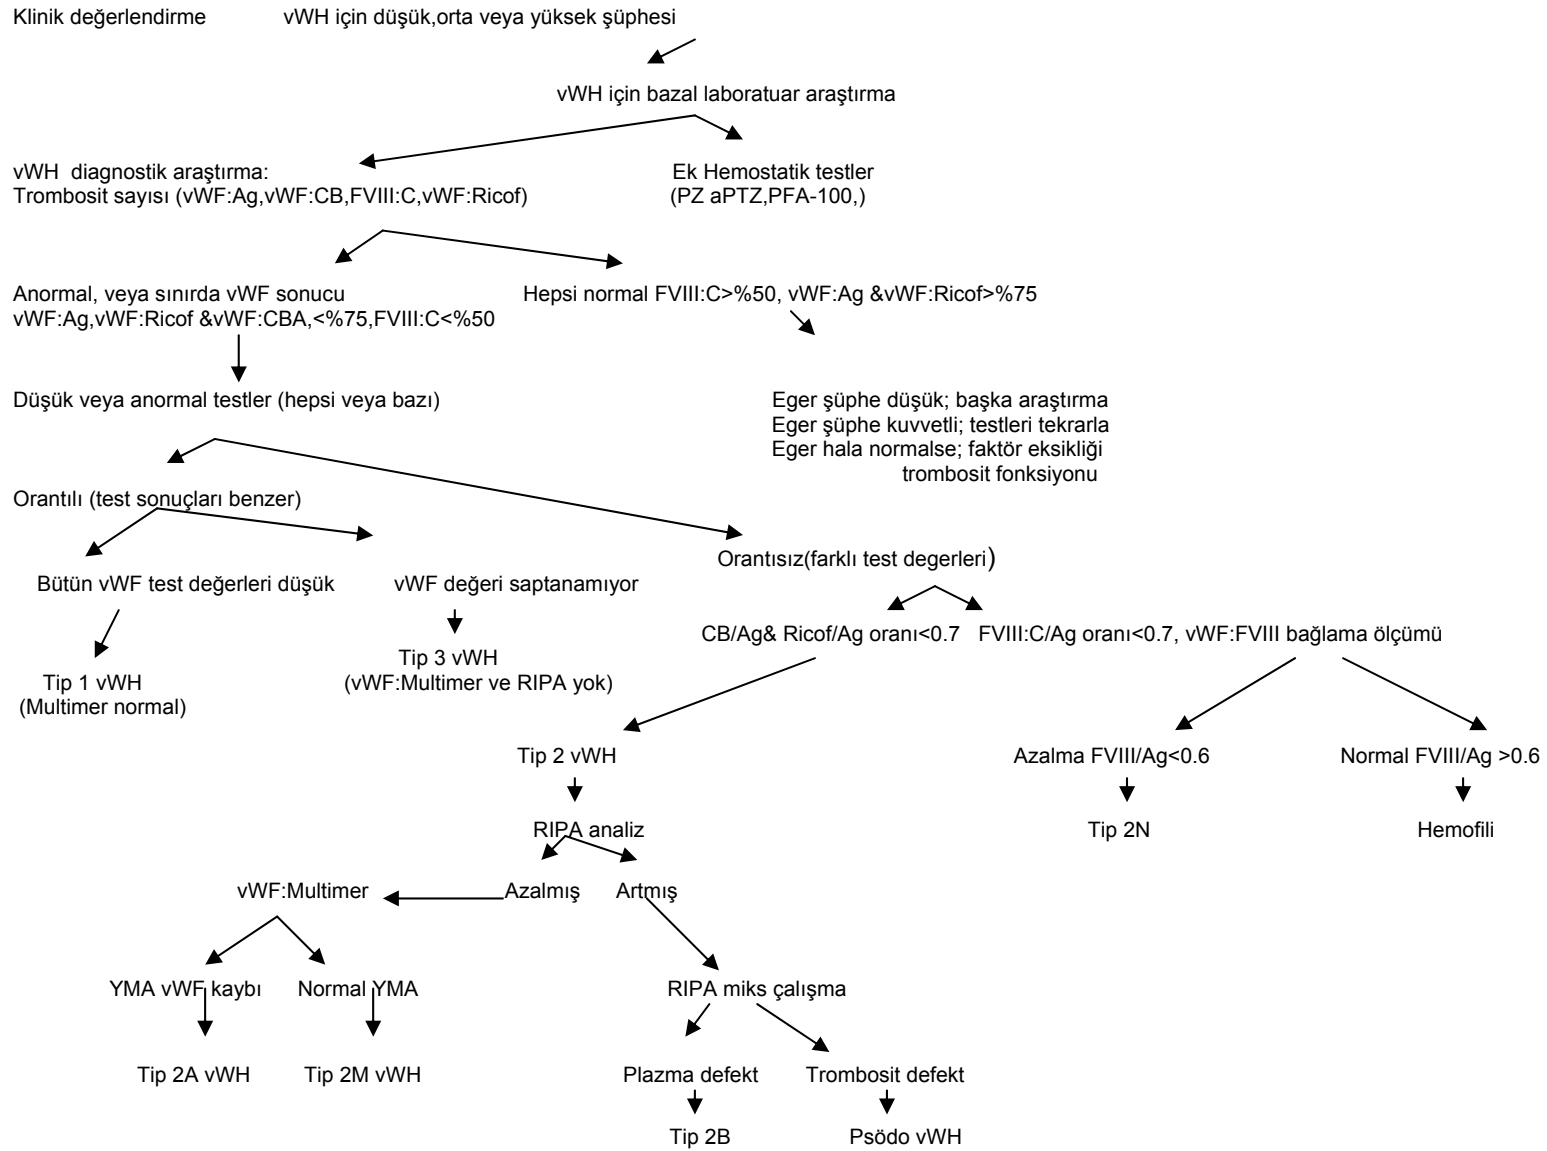 Klinik değerlendirme vWH için düşük,orta veya yüksek şüphesi
vWH için bazal laboratuar araştırma
vWH diagnostik araştırma:
Trombosit sayısı (vWF:Ag,vWF:CB,FVIII:C,vWF:Ricof)
Ek Hemostatik testler
(PZ aPTZ,PFA-100,)
Anormal, veya sınırda vWF sonucu
vWF:Ag,vWF:Ricof &vWF:CBA,<%75,FVIII:C<%50
Hepsi normal FVIII:C>%50, vWF:Ag &vWF:Ricof>%75
Düşük veya anormal testler (hepsi veya bazı)
Eger şüphe düşük; başka araştırma
Eger şüphe kuvvetli; testleri tekrarla
Eger hala normalse; faktör eksikliği
trombosit fonksiyonu
Orantılı (test sonuçları benzer)
Orantısız(farklı test degerleri)
Bütün vWF test değerleri düşük
vWF değeri saptanamıyor
CB/Ag& Ricof/Ag oranı<0.7
FVIII:C/Ag oranı<0.7, vWF:FVIII bağlama ölçümü
Tip 1 vWH
(Multimer normal)
Tip 3 vWH
(vWF:Multimer ve RIPA yok)
Tip 2 vWH
Azalma FVIII/Ag<0.6
Normal FVIII/Ag >0.6
RIPA analiz
Tip 2N
Hemofili
vWF:Multimer
Azalmış
Artmış
YMA vWF kaybı
Normal YMA
RIPA miks çalışma
Tip 2A vWH
Tip 2M vWH
Plazma defekt
Trombosit defekt
Tip 2B
Psödo vWH